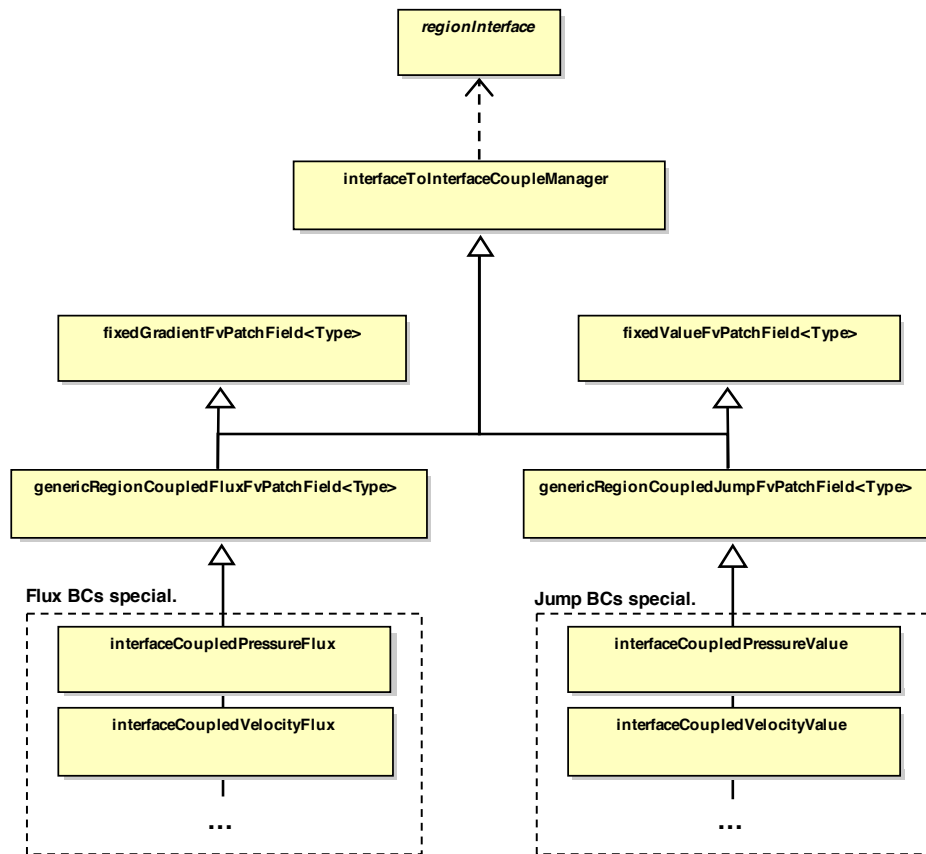 regionInterface
interfaceToInterfaceCoupleManager
fixedGradientFvPatchField<Type>
fixedValueFvPatchField<Type>
genericRegionCoupledFluxFvPatchField<Type>
genericRegionCoupledJumpFvPatchField<Type>
Flux BCs special.
Jump BCs special.
interfaceCoupledPressureFlux
interfaceCoupledPressureValue
interfaceCoupledVelocityFlux
interfaceCoupledVelocityValue
...
...